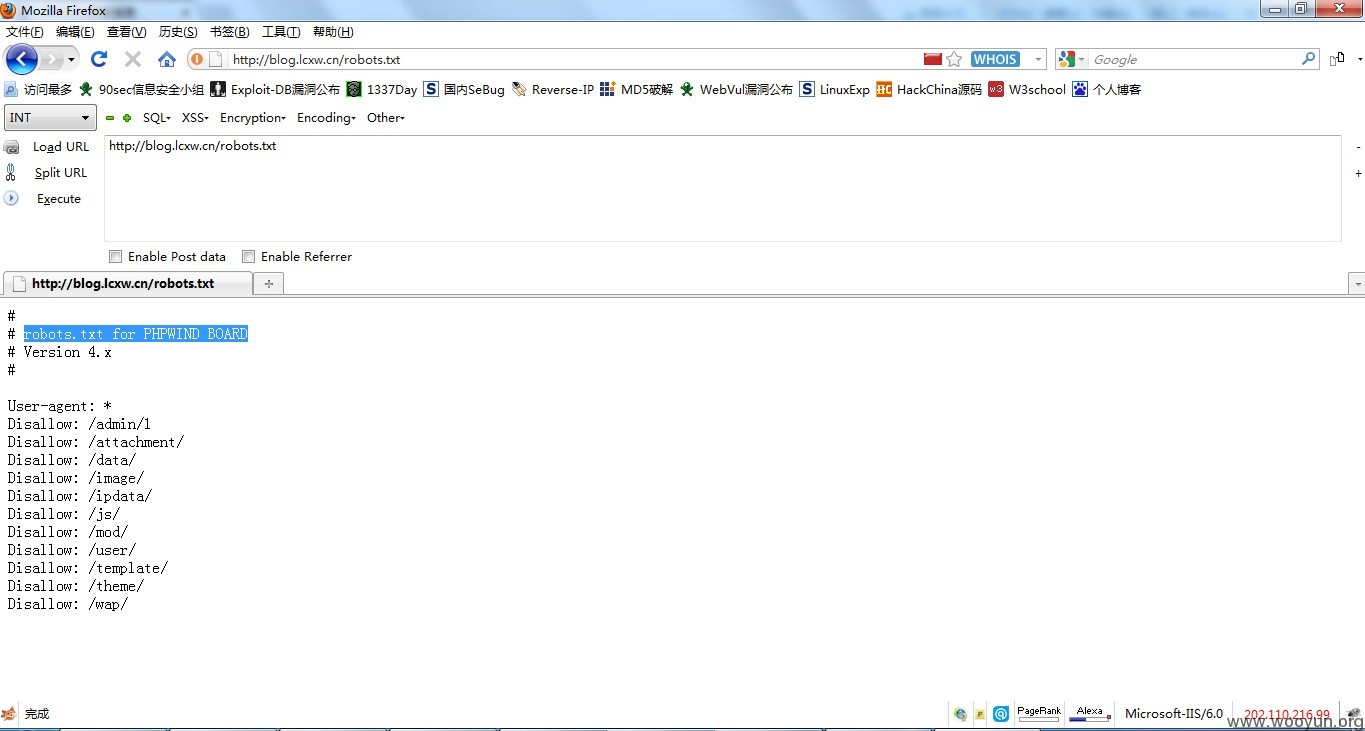 Mozilla Firefox
文件(F) 编辑(E) 查看(V) 历史(S) 书签(B) 工具(T) 帮助(H)
http://blog.lcxw.cn/robots.txt WHOIS Google
访问最多 90sec信息安全小组 Exploit-DB漏洞公布 1337Day 国内SeBug Reverse-IP MD5破解 WebVul漏洞公布 LinuxExp HackChina源码 W3school 个人博客
INT SQL XSS Encryption Encoding Other
Load URL http://blog.lcxw.cn/robots.txt
Split URL
Execute
Enable Post data Enable Referrer
http://blog.lcxw.cn/robots.txt
#
# robots.txt for PHPWIND BOARD
# Version 4.x
#
User-agent: *
Disallow: /admin/1
Disallow: /attachment/
Disallow: /data/
Disallow: /image/
Disallow: /ipdata/
Disallow: /js/
Disallow: /mod/
Disallow: /user/
Disallow: /template/
Disallow: /theme/
Disallow: /wap/
完成 PageRank Alexa Microsoft-IIS/6.0 202.110.216.99
www.wooyun.org